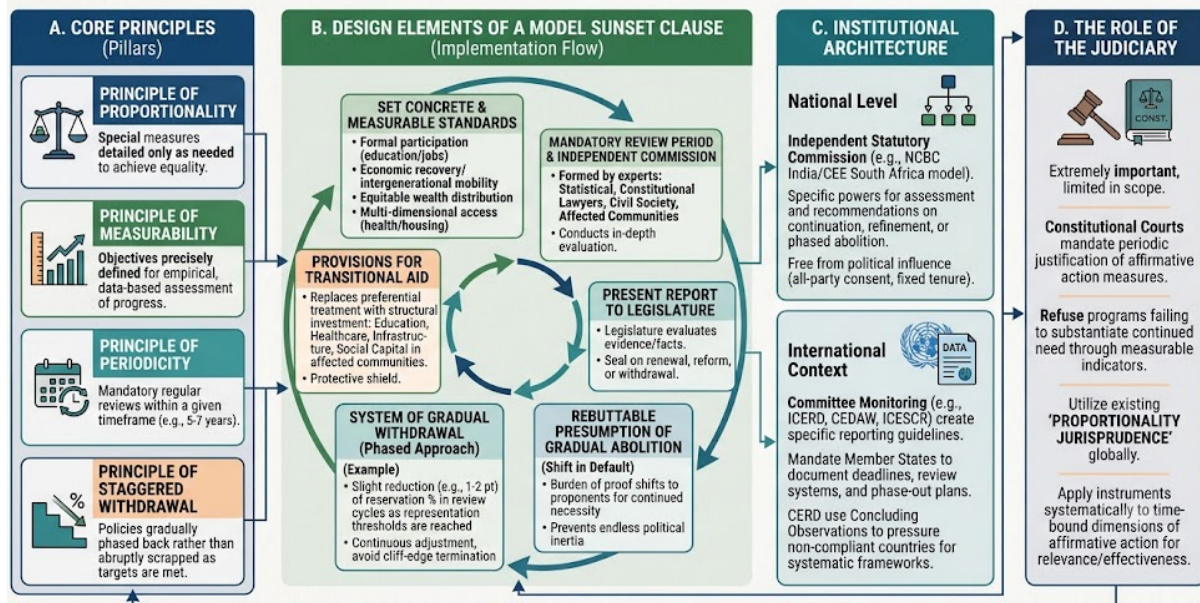 A. CORE PRINCIPLES
(Pillars)
PRINCIPLE OF
PROPORTIONALITY
Special measures
detailed only as needed
to achieve equality.
PRINCIPLE OF
MEASURABILITY
Objectives precisely
defined for empirical,
data-based assessment
of progress.
PRINCIPLE OF
PERIODICITY
Mandatory regular
reviews within a given
timeframe (e.g., 5-7 years).
%
PRINCIPLE OF
STAGGERED
WITHDRAWAL
Policies gradually
phased back rather than
abruptly scrapped as
targets are met.
B. DESIGN ELEMENTS OF A MODEL SUNSET CLAUSE
(Implementation Flow)
SET CONCRETE &
MEASURABLE STANDARDS
• Formal participation
(education/jobs)
• Economic recovery/
intergenerational mobility
• Equitable wealth distribution
• Multi-dimensional access
(health/housing)
MANDATORY REVIEW PERIOD
& INDEPENDENT COMMISSION
• Formed by experts:
Statistical, Constitutional
Lawyers, Civil Society,
Affected Communities
• Conducts in-depth
evaluation.
PRESENT REPORT
TO LEGISLATURE
• Legislature evaluates
evidence/facts.
• Seal on renewal, reform,
or withdrawal.
REBUTTABLE
PRESUMPTION OF
GRADUAL ABOLITION
(Shift in Default)
• Burden of proof shifts to
proponents for continued
necessity
• Prevents endless political
inertia
SYSTEM OF GRADUAL
WITHDRAWAL
(Phased Approach)
(Example)
• Slight reduction (e.g., 1-2 pt)
of reservation % in review
cycles as representation
thresholds are reached
• Continuous adjustment,
avoid cliff-edge termination
PROVISIONS FOR
TRANSITIONAL AID
• Replaces preferential
treatment with structural
investment: Education,
Healthcare, Infrastruc-
ture, Social Capital in
affected communities.
• Protective shield.
C. INSTITUTIONAL
ARCHITECTURE
National Level
Independent Statutory
Commission (e.g., NCBC
India/CEE South Africa model).
Specific powers for assessment
and recommendations on
continuation, refinement, or
phased abolition.
Free from political influence
(all-party consent, fixed tenure).
International
Context
DATA
Committee Monitoring (e.g.,
ICERD, CEDAW, ICESCR) create
specific reporting guidelines.
Mandate Member States to
document deadlines, review
systems, and phase-out plans.
CERD use Concluding
Observations to pressure
non-compliant countries for
systematic frameworks.
D. THE ROLE OF
THE JUDICIARY
CONST.
Extremely important,
limited in scope.
Constitutional Courts
mandate periodic
justification of affirmative
action measures.
Refuse programs failing
to substantiate continued
need through measurable
indicators.
Utilize existing
'PROPORTIONALITY
JURISPRUDENCE'
globally.
Apply instruments
systematically to time-
bound dimensions of
affirmative action for
relevance/effectiveness.